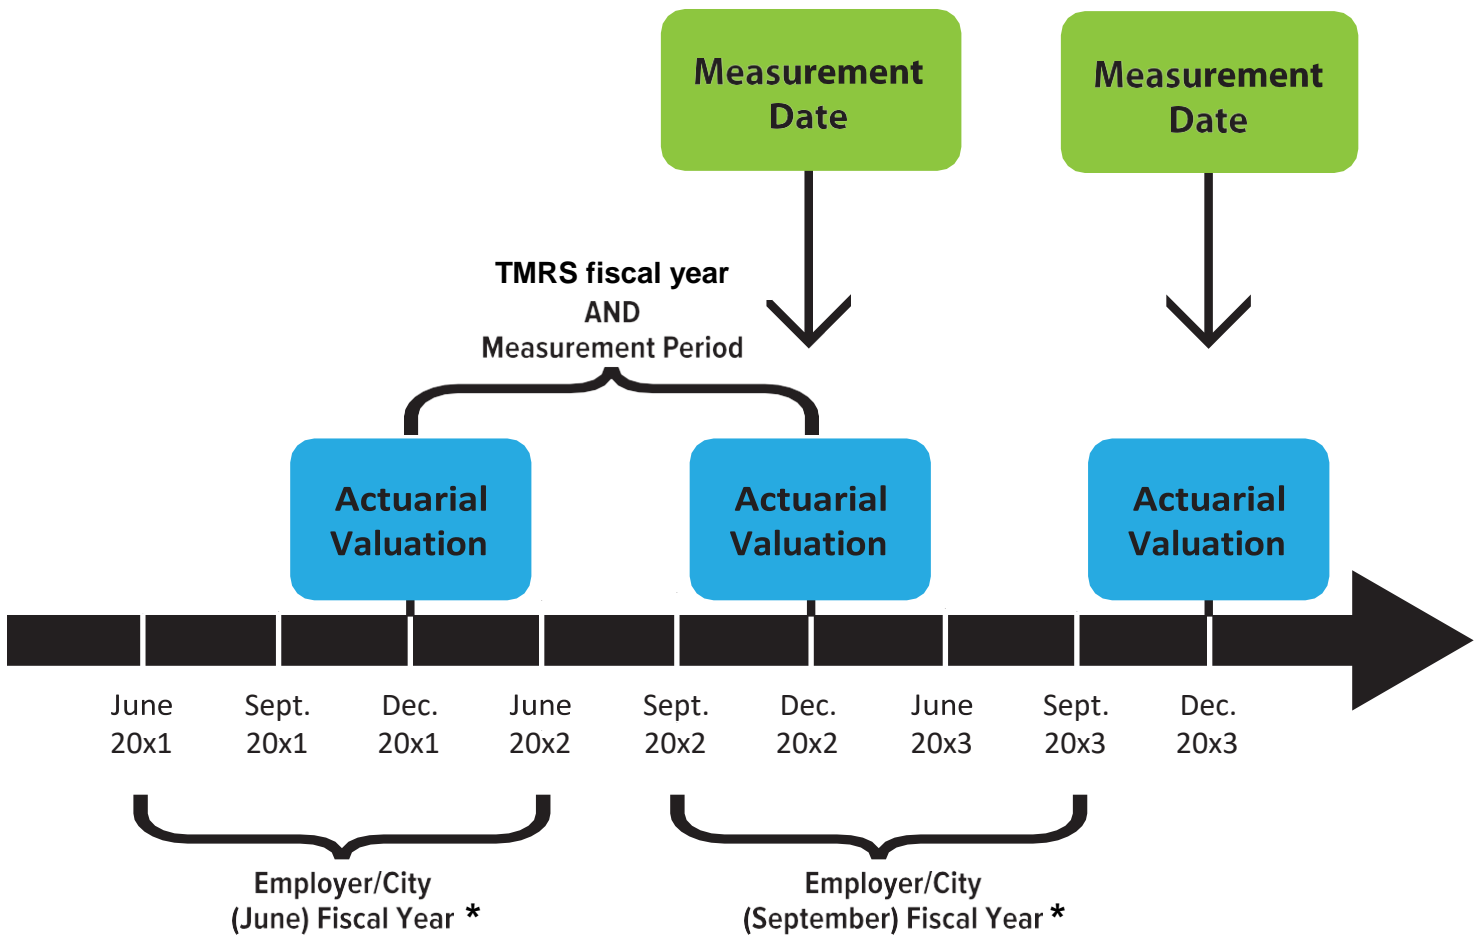 Measurement
Date
Measurement
Date
TMRS fiscal year
AND
Measurement Period
Actuarial
Valuation
Actuarial
Valuation
Actuarial
Valuation
June
20x1
Sept.
20x1
Dec.
20x1
June
20x2
Sept.
20x2
Dec.
20x2
June
20x3
Sept.
20x3
Dec.
20x3
Employer/City
(June) Fiscal Year *
Employer/City
(September) Fiscal Year *